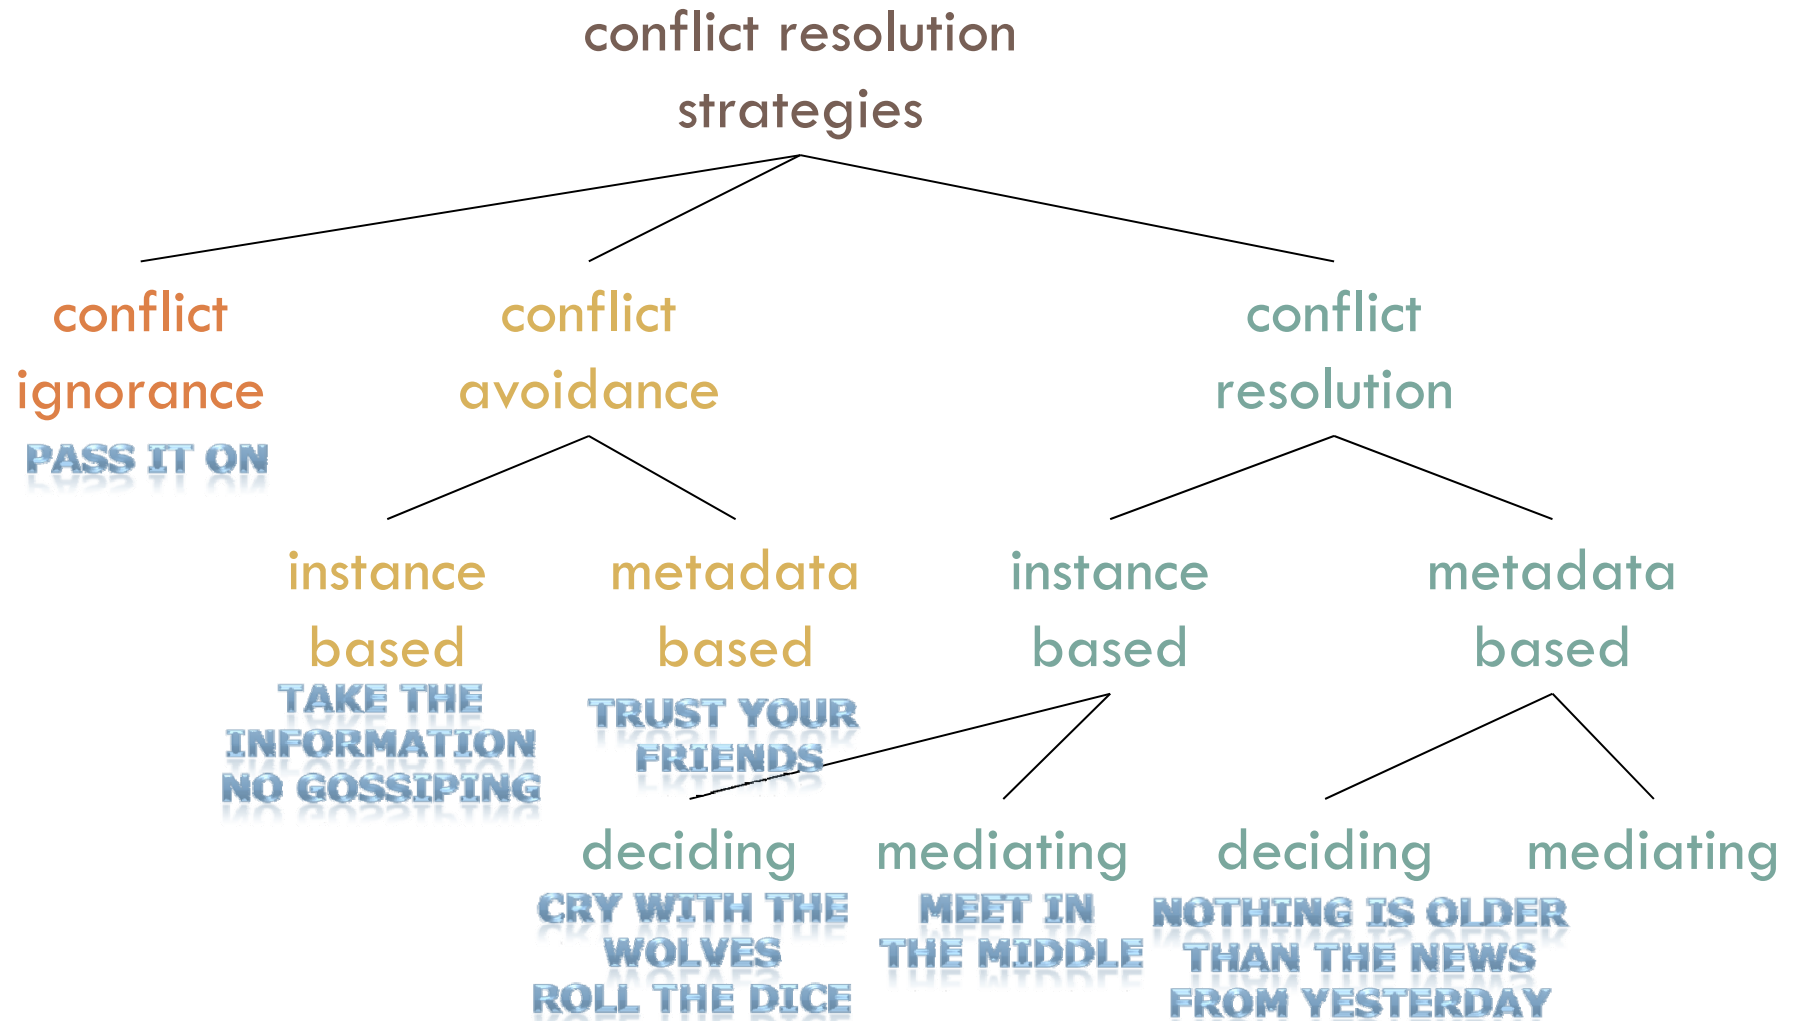 conflict resolution
strategies
conflict
ignorance
PASS IT ON
conflict
avoidance
conflict
resolution
instance
based
TAKE THE
INFORMATION
NO GOSSIPING
metadata
based
TRUST YOUR
FRIENDS
instance
based
metadata
based
deciding
CRY WITH THE
WOLVES
ROLL THE DICE
mediating
MEET IN
THE MIDDLE
deciding
NOTHING IS OLDER
THAN THE NEWS
FROM YESTERDAY
mediating